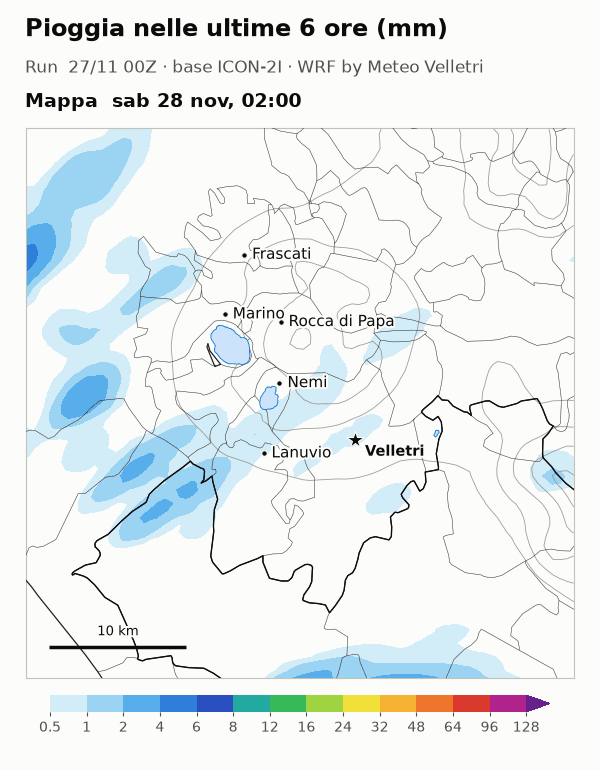 Pioggia nelle ultime 6 ore (mm)
Run 27/11 00Z · base ICON-2I · WRF by Meteo Velletri
Mappa sab 28 nov, 02:00
Frascati
Marino
Rocca di Papa
Nemi
Velletri
Lanuvio
10 km
0.5 1 2 4 6 8 12 16 24 32 48 64 96 128